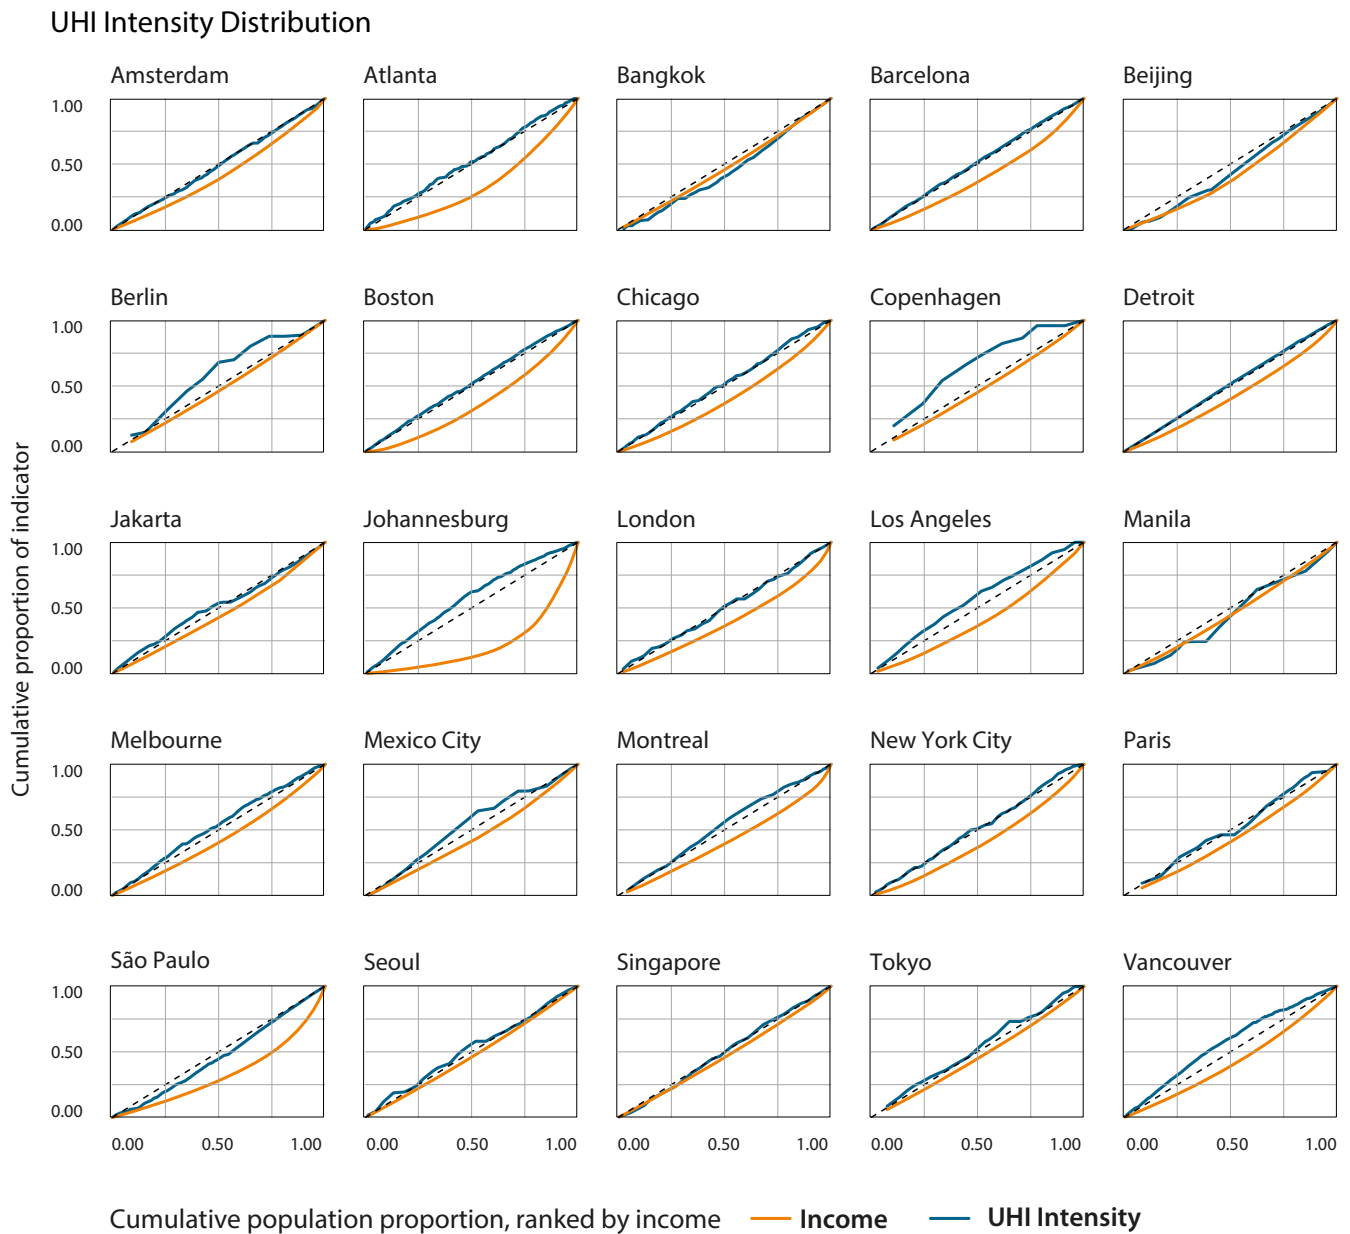 UHI Intensity Distribution
Amsterdam Atlanta Bangkok Barcelona Beijing
1.00
0.50
0.00
Berlin Boston Chicago Copenhagen Detroit
1.00
0.50
0.00
Cumulative proportion of indicator
Jakarta Johannesburg London Los Angeles Manila
1.00
0.50
0.00
Melbourne Mexico City Montreal New York City Paris
1.00
0.50
0.00
São Paulo Seoul Singapore Tokyo Vancouver
1.00
0.50
0.00
0.00 0.50 1.00 0.00 0.50 1.00 0.00 0.50 1.00 0.00 0.50 1.00 0.00 0.50 1.00
Cumulative population proportion, ranked by income Income UHI Intensity